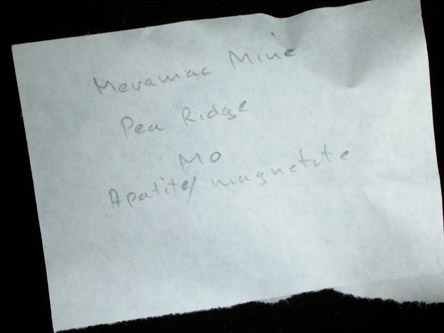 Meramac Mine
Pea Ridge
MO
Apatite/magnetite